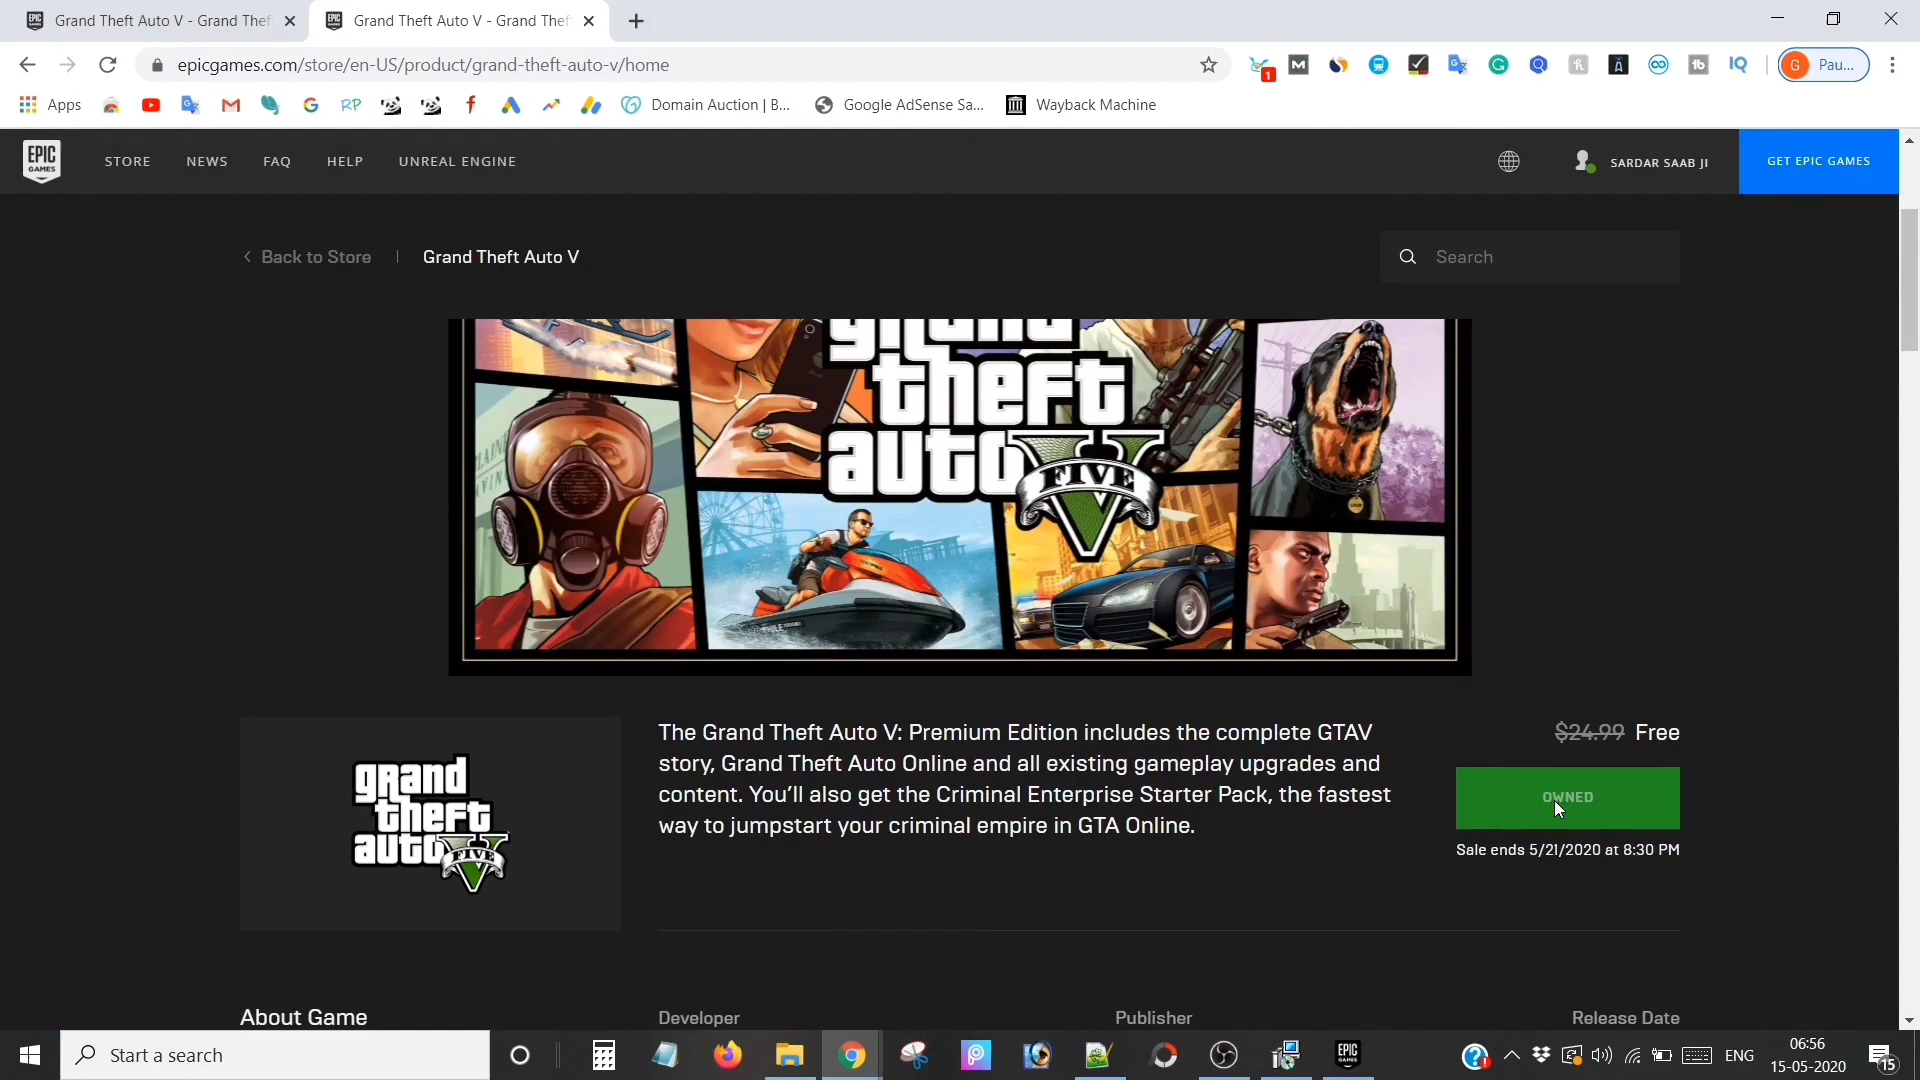 Grand Theft Auto V - Grand Thef
Grand Theft Auto V - Grand Thef
epicgames.com/store/en-US/product/grand-theft-auto-v/home
1
G Pau...
Apps
RP
Domain Auction | B...
Google AdSense Sa...
Wayback Machine
EPIC GAMES
STORE
NEWS
FAQ
HELP
UNREAL ENGINE
SARDAR SAAB JI
GET EPIC GAMES
Back to Store
Grand Theft Auto V
Search
grand
theft
auto
FIVE
V
grand
theft
auto
FIVE
V
The Grand Theft Auto V: Premium Edition includes the complete GTAV
story, Grand Theft Auto Online and all existing gameplay upgrades and
content. You'll also get the Criminal Enterprise Starter Pack, the fastest
way to jumpstart your criminal empire in GTA Online.
$24.99 Free
OWNED
Sale ends 5/21/2020 at 8:30 PM
About Game
Developer
Publisher
Release Date
Start a search
EPIC GAMES
ENG
06:56
15-05-2020
15